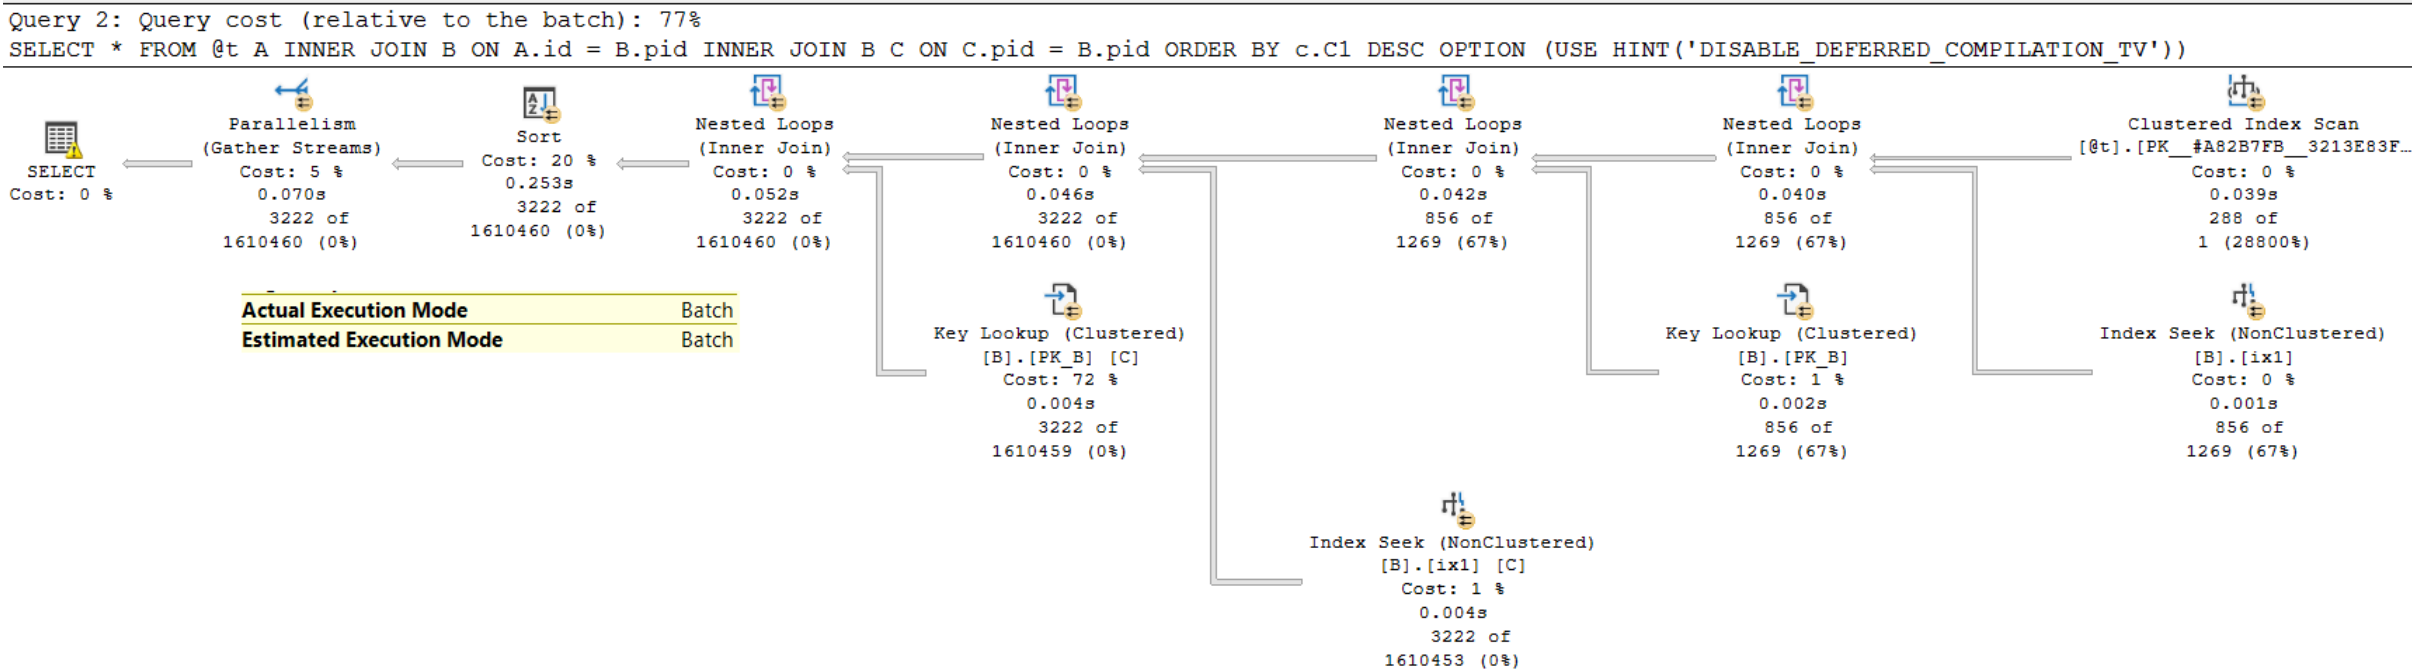 Query 2: Query cost (relative to the batch): 77%
SELECT * FROM @t A INNER JOIN B ON A.id = B.pid INNER JOIN B C ON C.pid = B.pid ORDER BY c.C1 DESC OPTION (USE HINT('DISABLE_DEFERRED_COMPILATION_TV'))
SELECT
Cost: 0 %
Parallelism
(Gather Streams)
Cost: 5 %
0.070s
3222 of
1610460 (0%)
Sort
Cost: 20 %
0.253s
3222 of
1610460 (0%)
Nested Loops
(Inner Join)
Cost: 0 %
0.052s
3222 of
1610460 (0%)
Nested Loops
(Inner Join)
Cost: 0 %
0.046s
3222 of
1610460 (0%)
Nested Loops
(Inner Join)
Cost: 0 %
0.042s
856 of
1269 (67%)
Nested Loops
(Inner Join)
Cost: 0 %
0.040s
856 of
1269 (67%)
Clustered Index Scan
[@t].[PK__#A82B7FB__3213E83F…
Cost: 0 %
0.039s
288 of
1 (28800%)
Actual Execution Mode Batch
Estimated Execution Mode Batch
Key Lookup (Clustered)
[B].[PK_B] [C]
Cost: 72 %
0.004s
3222 of
1610459 (0%)
Key Lookup (Clustered)
[B].[PK_B]
Cost: 1 %
0.002s
856 of
1269 (67%)
Index Seek (NonClustered)
[B].[ix1]
Cost: 0 %
0.001s
856 of
1269 (67%)
Index Seek (NonClustered)
[B].[ix1] [C]
Cost: 1 %
0.004s
3222 of
1610453 (0%)